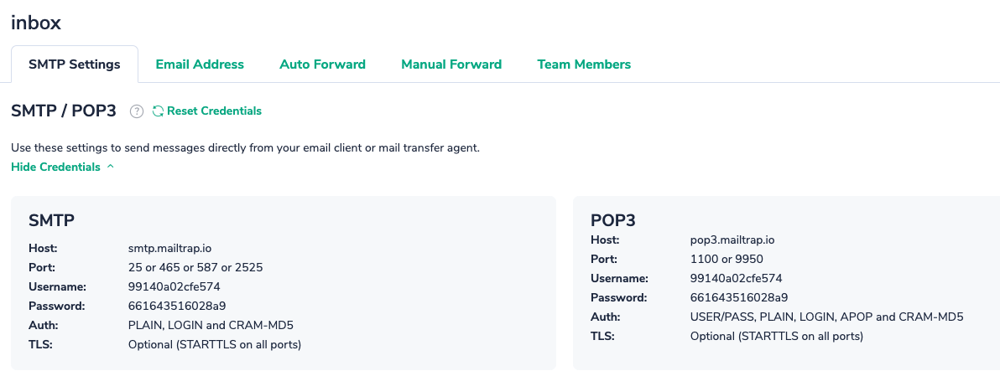 inbox
SMTP Settings Email Address Auto Forward Manual Forward Team Members
SMTP / POP3 ? Reset Credentials
Use these settings to send messages directly from your email client or mail transfer agent.
Hide Credentials
SMTP
Host: smtp.mailtrap.io
Port: 25 or 465 or 587 or 2525
Username: 99140a02cfe574
Password: 661643516028a9
Auth: PLAIN, LOGIN and CRAM-MD5
TLS: Optional (STARTTLS on all ports)
POP3
Host: pop3.mailtrap.io
Port: 1100 or 9950
Username: 99140a02cfe574
Password: 661643516028a9
Auth: USER/PASS, PLAIN, LOGIN, APOP and CRAM-MD5
TLS: Optional (STARTTLS on all ports)